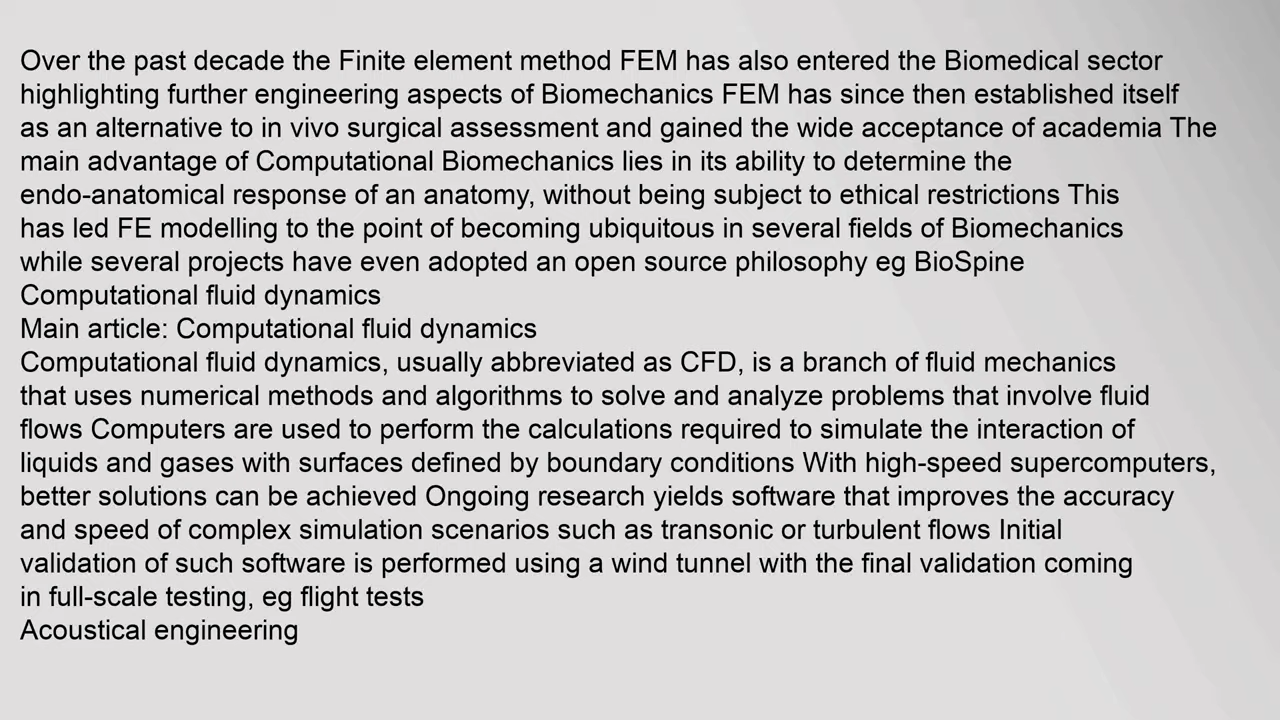 Over the past decade the Finite element method FEM has also entered the Biomedical sector
highlighting further engineering aspects of Biomechanics FEM has since then established itself
as an alternative to in vivo surgical assessment and gained the wide acceptance of academia The
main advantage of Computational Biomechanics lies in its ability to determine the
endo-anatomical response of an anatomy, without being subject to ethical restrictions This
has led FE modelling to the point of becoming ubiquitous in several fields of Biomechanics
while several projects have even adopted an open source philosophy eg BioSpine
Computational fluid dynamics
Main article: Computational fluid dynamics
Computational fluid dynamics, usually abbreviated as CFD, is a branch of fluid mechanics
that uses numerical methods and algorithms to solve and analyze problems that involve fluid
flows Computers are used to perform the calculations required to simulate the interaction of
liquids and gases with surfaces defined by boundary conditions With high-speed supercomputers,
better solutions can be achieved Ongoing research yields software that improves the accuracy
and speed of complex simulation scenarios such as transonic or turbulent flows Initial
validation of such software is performed using a wind tunnel with the final validation coming
in full-scale testing, eg flight tests
Acoustical engineering